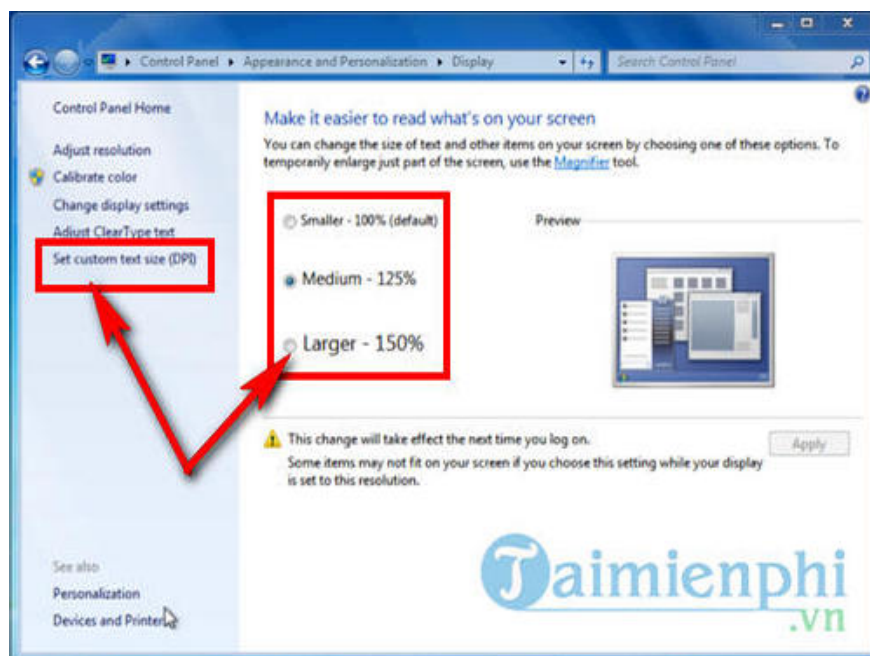 Control Panel Appearance and Personalization Display Search Control Panel
Control Panel Home
Adjust resolution
Calibrate color
Change display settings
Adjust ClearType text
Set custom text size (DPI)
Make it easier to read what's on your screen
You can change the size of text and other items on your screen by choosing one of these options. To
temporarily enlarge just part of the screen, use the Magnifier tool.
Smaller - 100% (default)
Preview
Medium - 125%
Larger - 150%
This change will take effect the next time you log on.
Apply
Some items may not fit on your screen if you choose this setting while your display
is set to this resolution.
See also
Personalization
Devices and Printers
Taimienphi
.vn